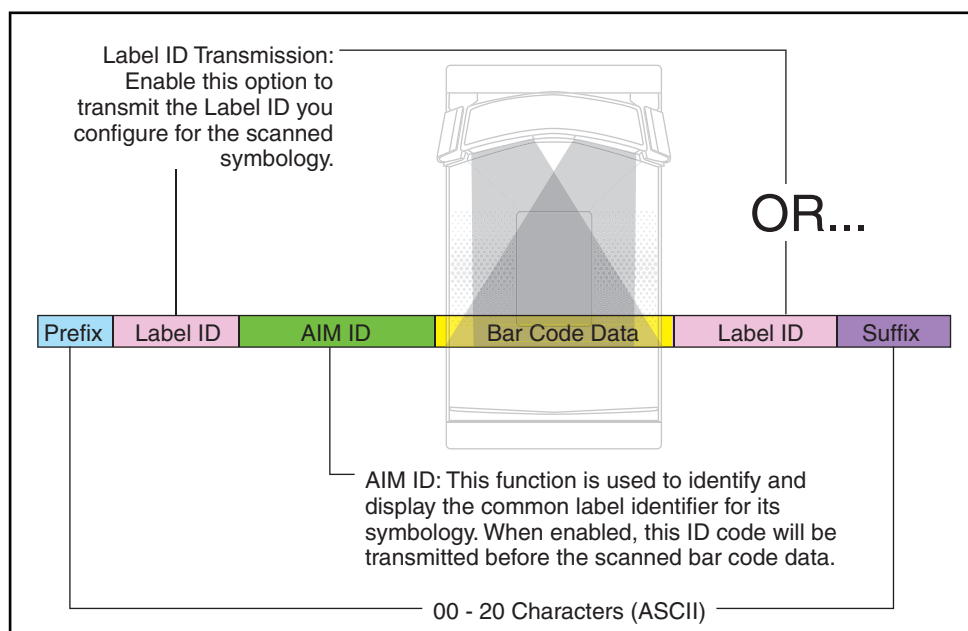 Label ID Transmission:
Enable this option to
transmit the Label ID you
configure for the scanned
symbology.
OR...
Prefix Label ID AIM ID Bar Code Data Label ID Suffix
AIM ID: This function is used to identify and
display the common label identifier for its
symbology. When enabled, this ID code will be
transmitted before the scanned bar code data.
00 - 20 Characters (ASCII)